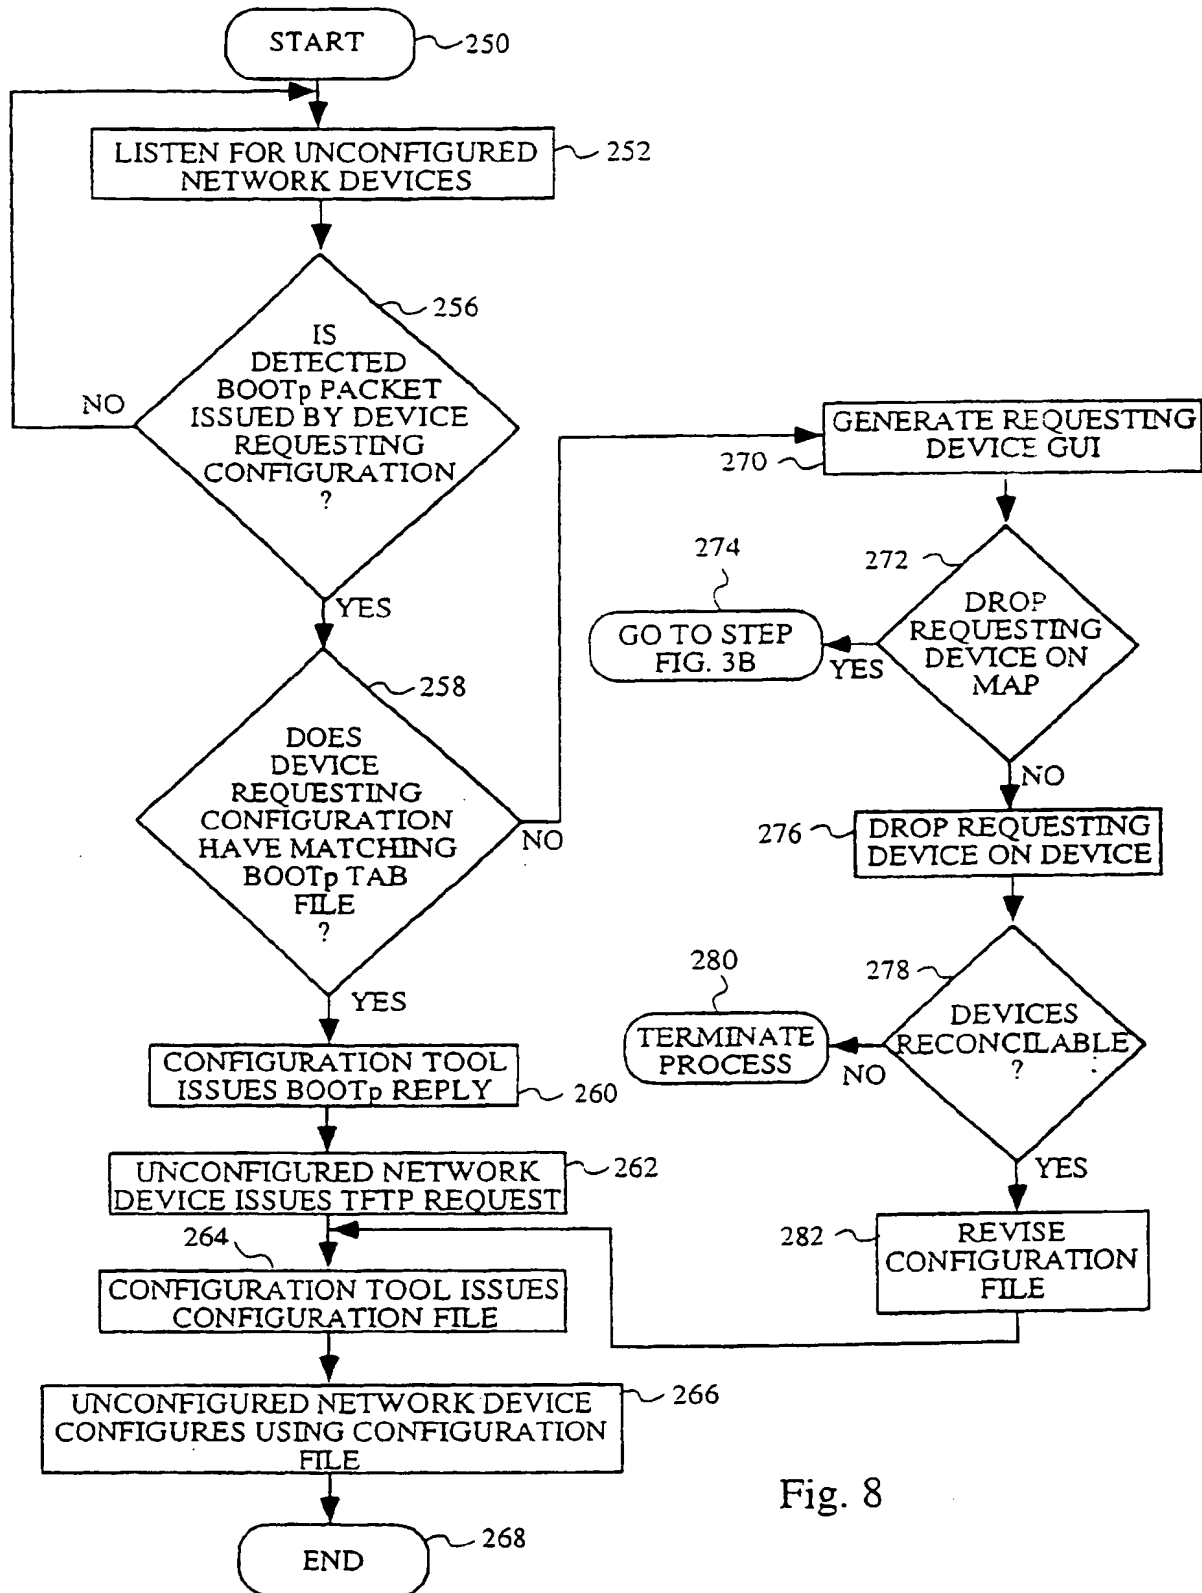 START
250
LISTEN FOR UNCONFIGURED
NETWORK DEVICES
252
256
IS
DETECTED
BOOTp PACKET
ISSUED BY DEVICE
REQUESTING
CONFIGURATION
?
NO
YES
258
DOES
DEVICE
REQUESTING
CONFIGURATION
HAVE MATCHING
BOOTp TAB
FILE
?
NO
YES
CONFIGURATION TOOL
ISSUES BOOTp REPLY
260
UNCONFIGURED NETWORK
DEVICE ISSUES TFTP REQUEST
262
264
CONFIGURATION TOOL ISSUES
CONFIGURATION FILE
UNCONFIGURED NETWORK DEVICE
CONFIGURES USING CONFIGURATION
FILE
266
END
268
GENERATE REQUESTING
DEVICE GUI
270
272
DROP
REQUESTING
DEVICE ON
MAP
YES
274
GO TO STEP
FIG. 3B
NO
276
DROP REQUESTING
DEVICE ON DEVICE
278
DEVICES
RECONCILABLE
?
NO
280
TERMINATE
PROCESS
YES
282
REVISE
CONFIGURATION
FILE
Fig. 8